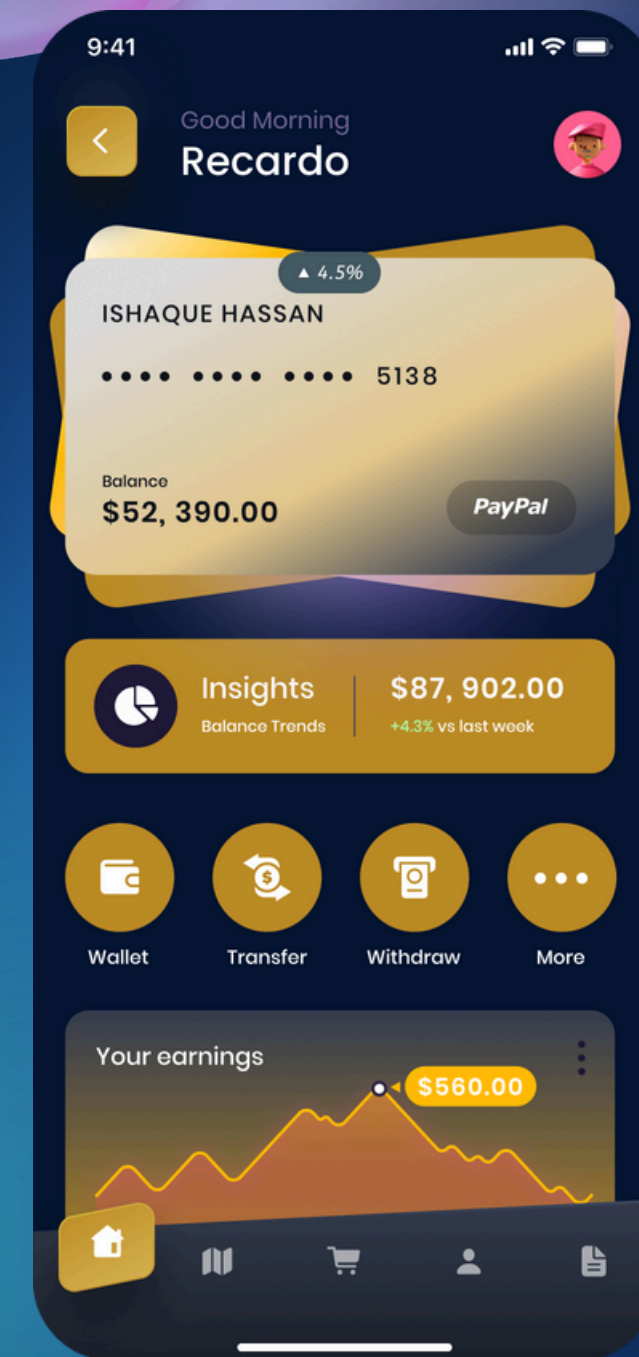 9:41
Good Morning
Recardo
▲ 4.5%
ISHAQUE HASSAN
•••• •••• •••• 5138
Balance
$52, 390.00
PayPal
Insights
$87, 902.00
Balance Trends
+4.3% vs last week
$
Wallet
Transfer
Withdraw
More
Your earnings
$560.00